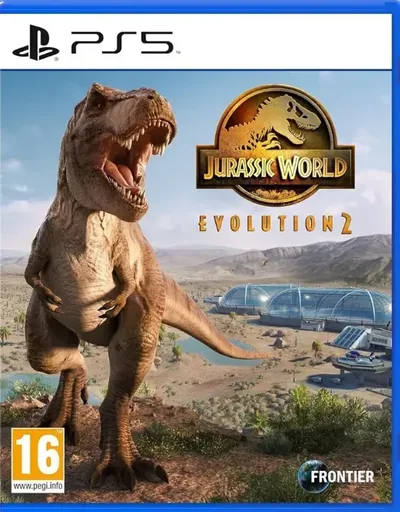 PS5
JURASSIC WORLD
EVOLUTION 2
16
www.pegi.info
FRONTIER